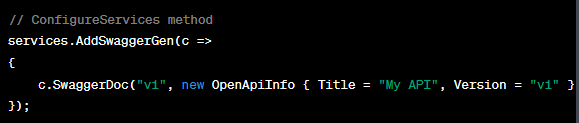 // ConfigureServices method
services.AddSwaggerGen(c =>
{
    c.SwaggerDoc("v1", new OpenApiInfo { Title = "My API", Version = "v1" }
});